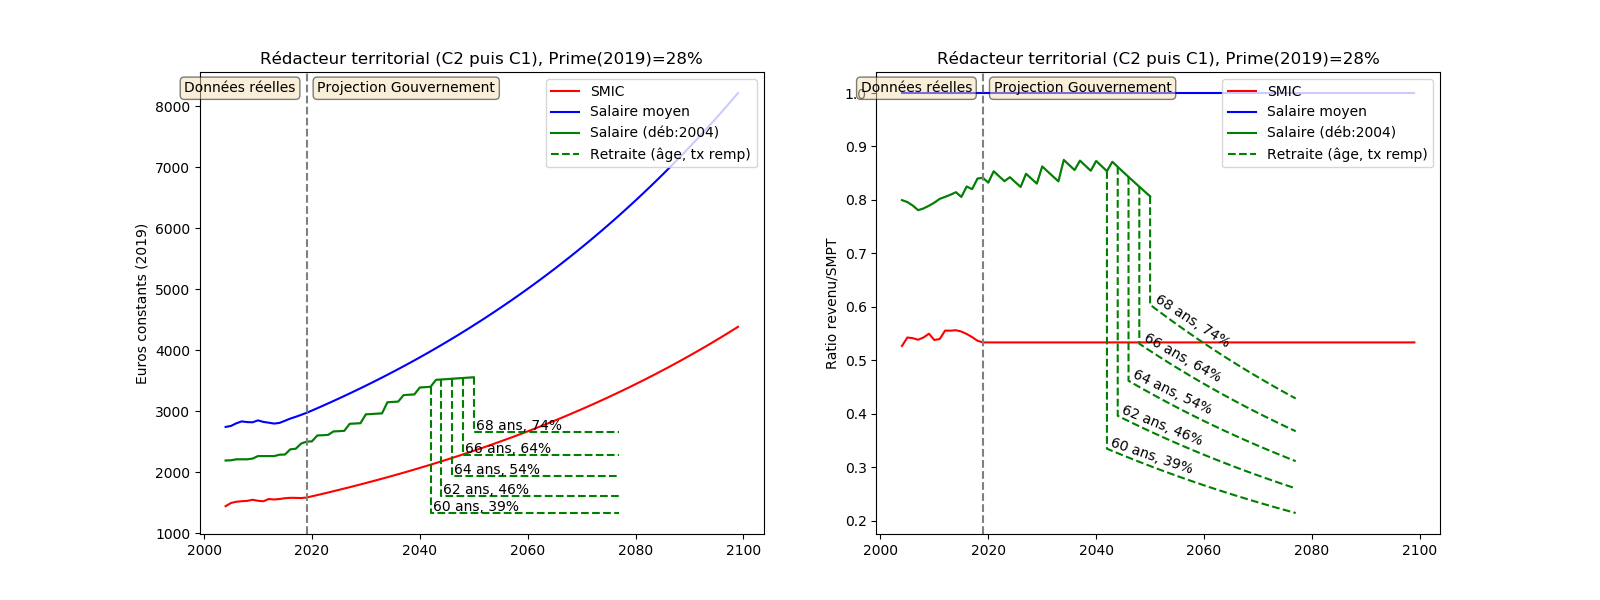 Rédacteur territorial (C2 puis C1), Prime(2019)=28%
Données réelles
Projection Gouvernement
SMIC
Salaire moyen
Salaire (déb:2004)
Retraite (âge, tx remp)
Euros constants (2019)
8000
7000
6000
5000
4000
3000
2000
1000
68 ans, 74%
66 ans, 64%
64 ans, 54%
62 ans, 46%
60 ans, 39%
2000
2020
2040
2060
2080
2100
Rédacteur territorial (C2 puis C1), Prime(2019)=28%
Données réelles
Projection Gouvernement
SMIC
Salaire moyen
Salaire (déb:2004)
Retraite (âge, tx remp)
Ratio revenu/SMPT
1.0
0.9
0.8
0.7
0.6
0.5
0.4
0.3
0.2
68 ans, 74%
66 ans, 64%
64 ans, 54%
62 ans, 46%
60 ans, 39%
2000
2020
2040
2060
2080
2100